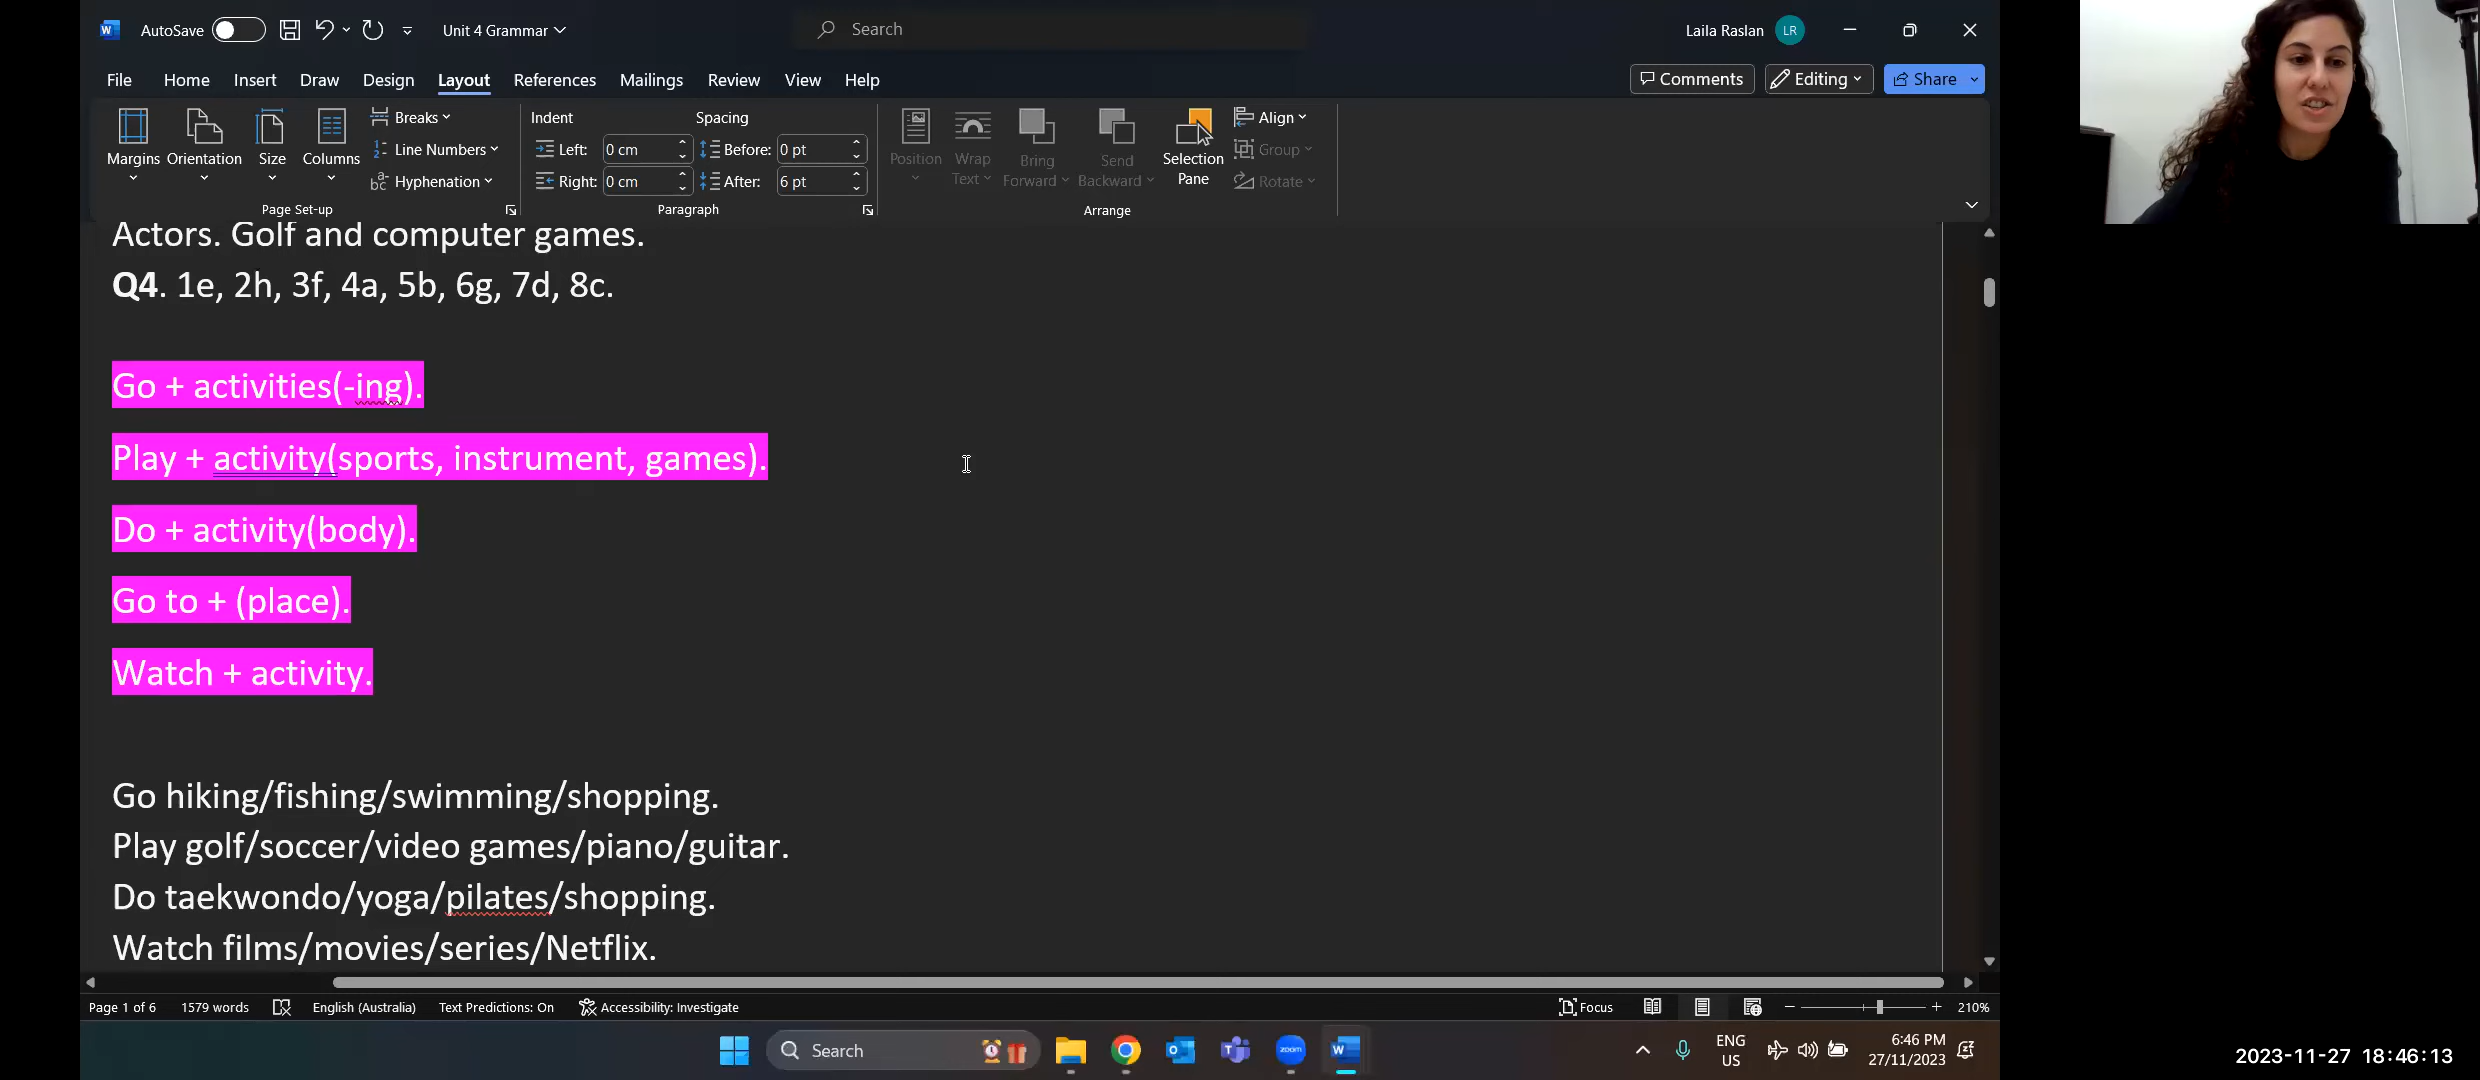 AutoSave
Unit 4 Grammar
Search
Laila Raslan
LR
File Home Insert Draw Design Layout References Mailings Review View Help
Comments Editing Share
Margins Orientation Size Columns
Breaks
Line Numbers
Hyphenation
Page Set-up
Indent Spacing
Left: 0 cm Before: 0 pt
Right: 0 cm After: 6 pt
Paragraph
Position Wrap Text Bring Forward Send Backward Selection Pane
Align
Group
Rotate
Arrange
Actors. Golf and computer games.
Q4. 1e, 2h, 3f, 4a, 5b, 6g, 7d, 8c.
Go + activities(-ing).
Play + activity(sports, instrument, games).
Do + activity(body).
Go to + (place).
Watch + activity.
Go hiking/fishing/swimming/shopping.
Play golf/soccer/video games/piano/guitar.
Do taekwondo/yoga/pilates/shopping.
Watch films/movies/series/Netflix.
Page 1 of 6 1579 words English (Australia) Text Predictions: On Accessibility: Investigate
Focus
210%
Search
zoom
ENG
US
6:46 PM
27/11/2023
2023-11-27 18:46:13